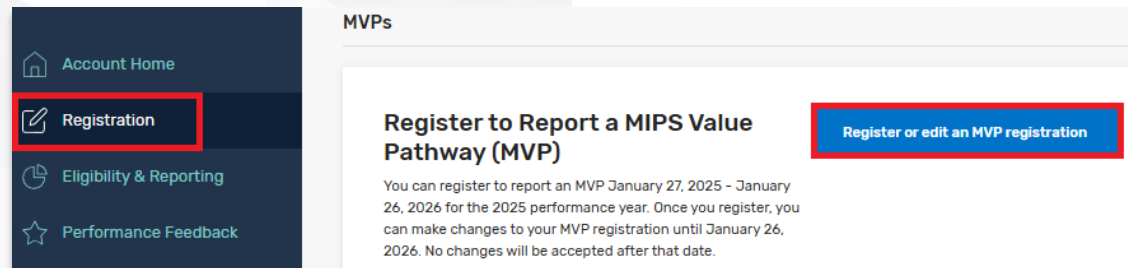 MVPs
Account Home
Registration
Eligibility & Reporting
Performance Feedback
Register to Report a MIPS Value
Pathway (MVP)
Register or edit an MVP registration
You can register to report an MVP January 27, 2025 - January
26, 2026 for the 2025 performance year. Once you register, you
can make changes to your MVP registration until January 26,
2026. No changes will be accepted after that date.